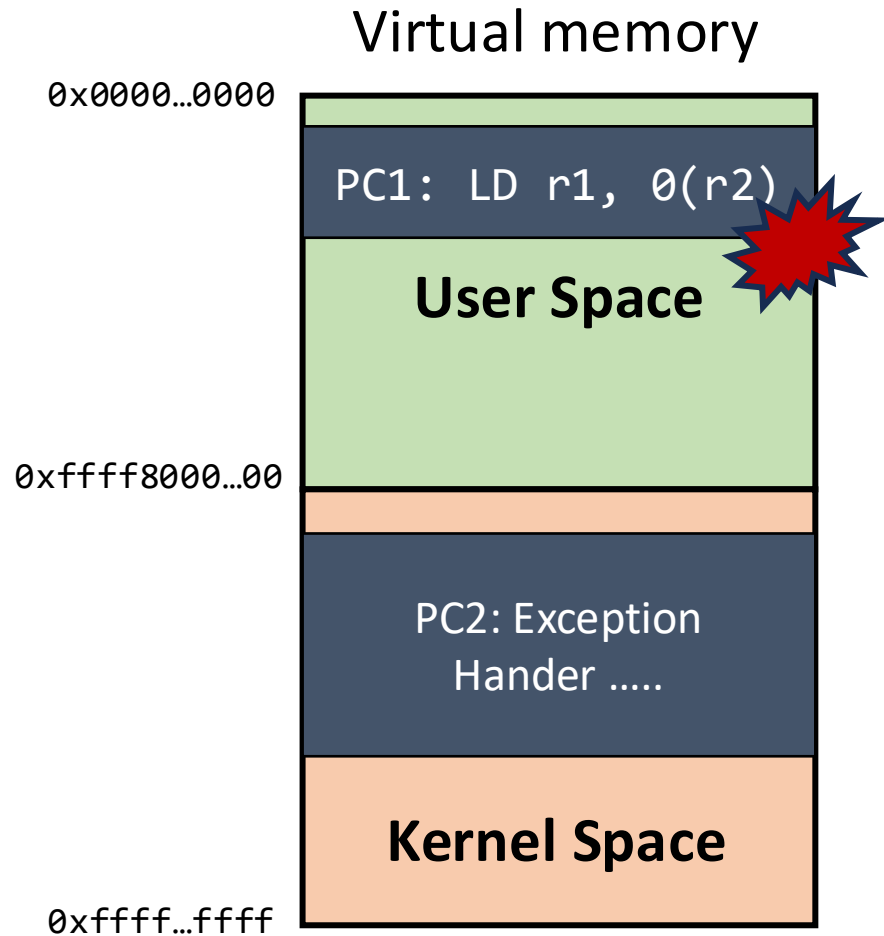 Virtual memory
0x0000…0000
PC1: LD r1, 0(r2)
User Space
0xffff8000…00
PC2: Exception
Hander …..
Kernel Space
0xffff…ffff